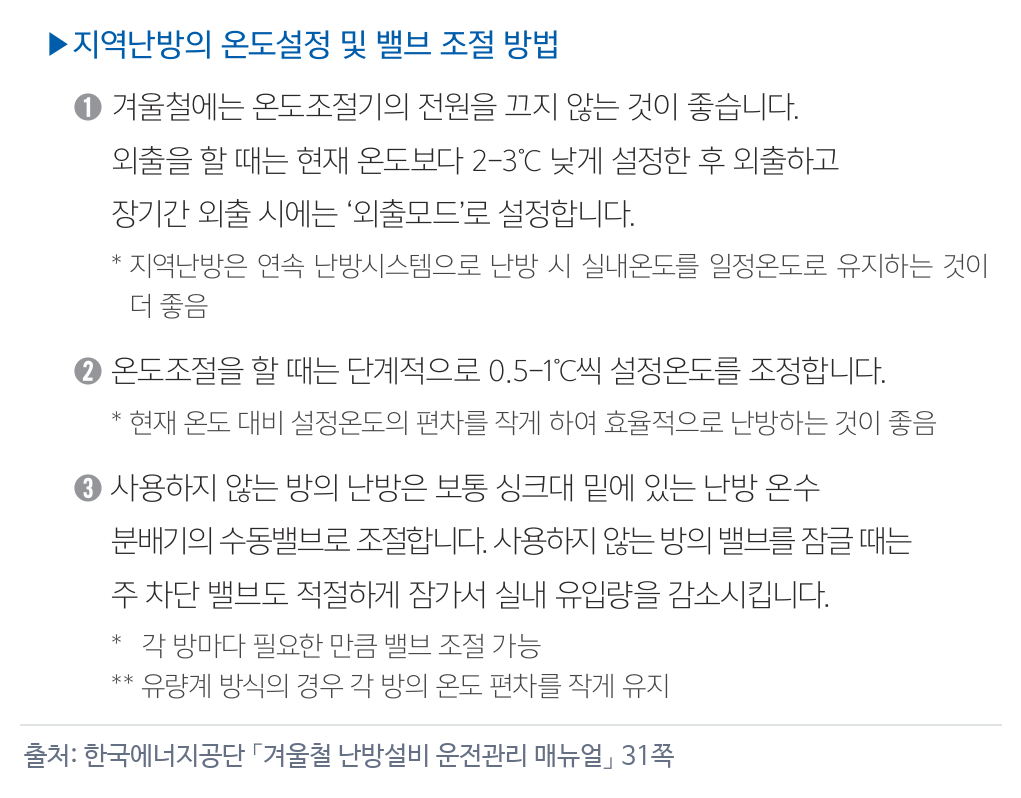 ▶지역난방의 온도설정 및 밸브 조절 방법
❶ 겨울철에는 온도조절기의 전원을 끄지 않는 것이 좋습니다.
외출을 할 때는 현재 온도보다 2-3℃ 낮게 설정한 후 외출하고
장기간 외출 시에는 ‘외출모드’로 설정합니다.
* 지역난방은 연속 난방시스템으로 난방 시 실내온도를 일정온도로 유지하는 것이
더 좋음
❷ 온도조절을 할 때는 단계적으로 0.5-1℃씩 설정온도를 조정합니다.
* 현재 온도 대비 설정온도의 편차를 작게 하여 효율적으로 난방하는 것이 좋음
❸ 사용하지 않는 방의 난방은 보통 싱크대 밑에 있는 난방 온수
분배기의 수동밸브로 조절합니다. 사용하지 않는 방의 밸브를 잠글 때는
주 차단 밸브도 적절하게 잠가서 실내 유입량을 감소시킵니다.
* 각 방마다 필요한 만큼 밸브 조절 가능
** 유량계 방식의 경우 각 방의 온도 편차를 작게 유지
출처: 한국에너지공단 「겨울철 난방설비 운전관리 매뉴얼」 31쪽